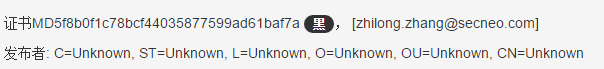 证书MD5f8b0f1c78bcf44035877599ad61baf7a 黑 ， [zhilong.zhang@secneo.com]
发布者: C=Unknown, ST=Unknown, L=Unknown, O=Unknown, OU=Unknown, CN=Unknown